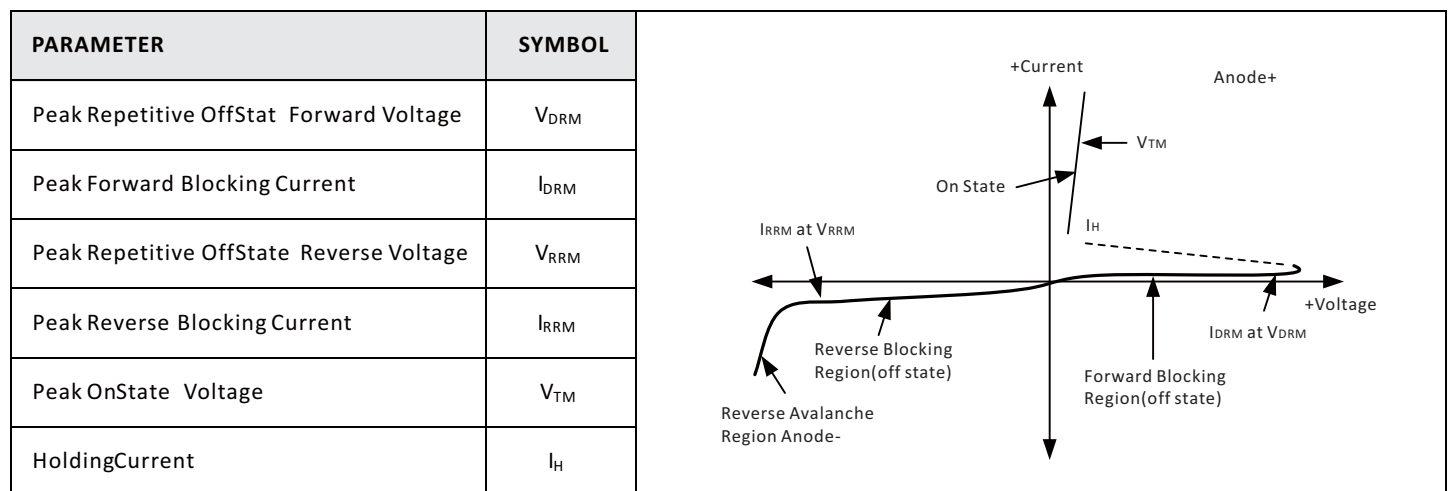 PARAMETER SYMBOL
Peak Repetitive OffStat Forward Voltage VDRM
Peak Forward Blocking Current IDRM
Peak Repetitive OffState Reverse Voltage VRRM
Peak Reverse Blocking Current IRRM
Peak OnState Voltage VTM
HoldingCurrent IH
+Current
Anode+
VTM
On State
IH
IRRM at VRRM
+Voltage
IDRM at VDRM
Reverse Blocking
Region(off state)
Forward Blocking
Region(off state)
Reverse Avalanche
Region Anode-